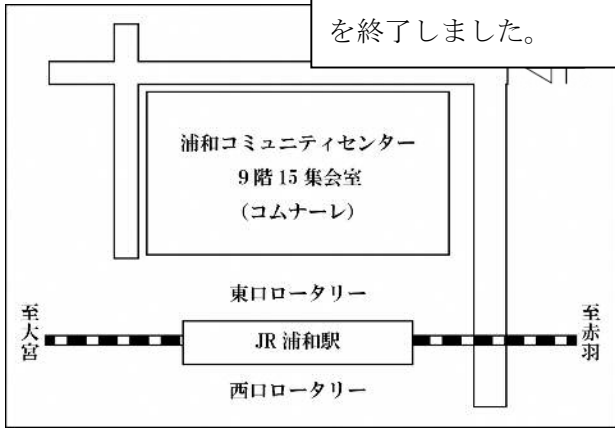 を終了しました。
浦和コミュニティセンター
9階15集会室
(コムナーレ)
東口ロータリー
至大宮
JR浦和駅
至赤羽
西口ロータリー